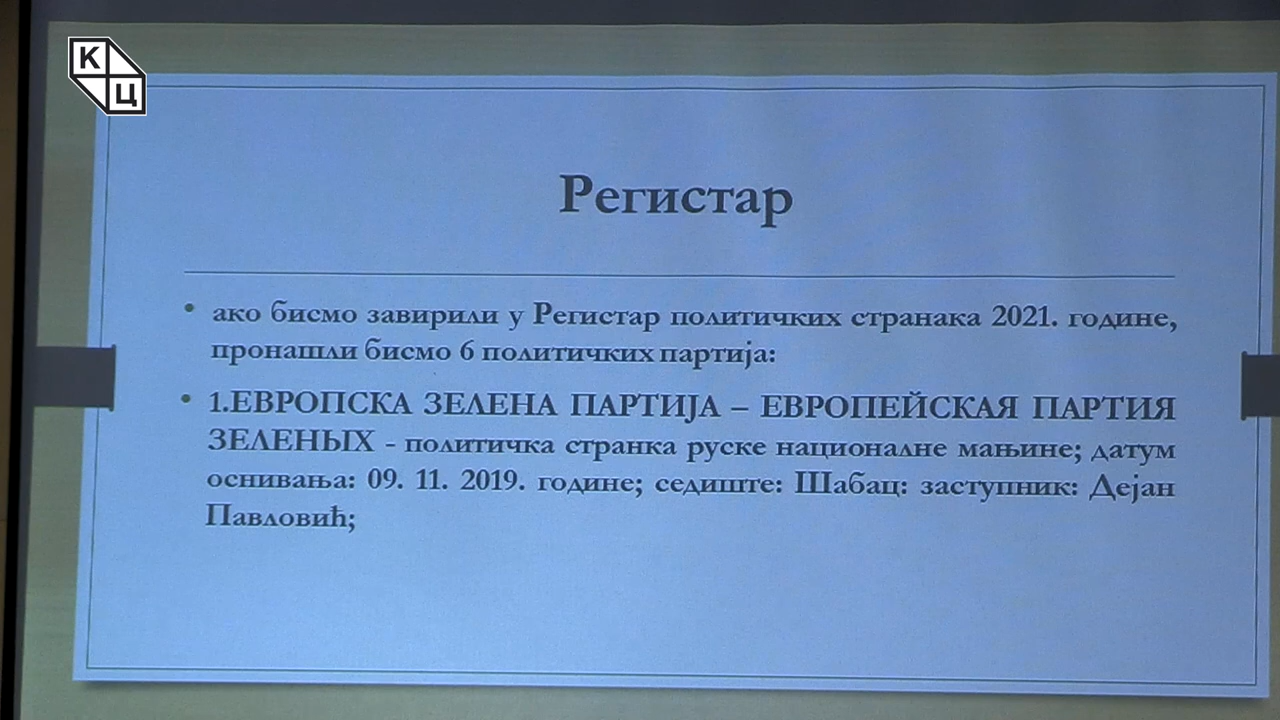 К
Ц
Регистар
• ако бисмо завирили у Регистар политичких странака 2021. године,
пронашли бисмо 6 политичких партија:
• 1.ЕВРОПСКА ЗЕЛЕНА ПАРТИЈА – ЕВРОПЕЙСКАЯ ПАРТИЯ
ЗЕЛЕНЫХ - политичка странка руске националне мањине; датум
оснивања: 09. 11. 2019. године; седиште: Шабац: заступник: Дејан
Павловић;